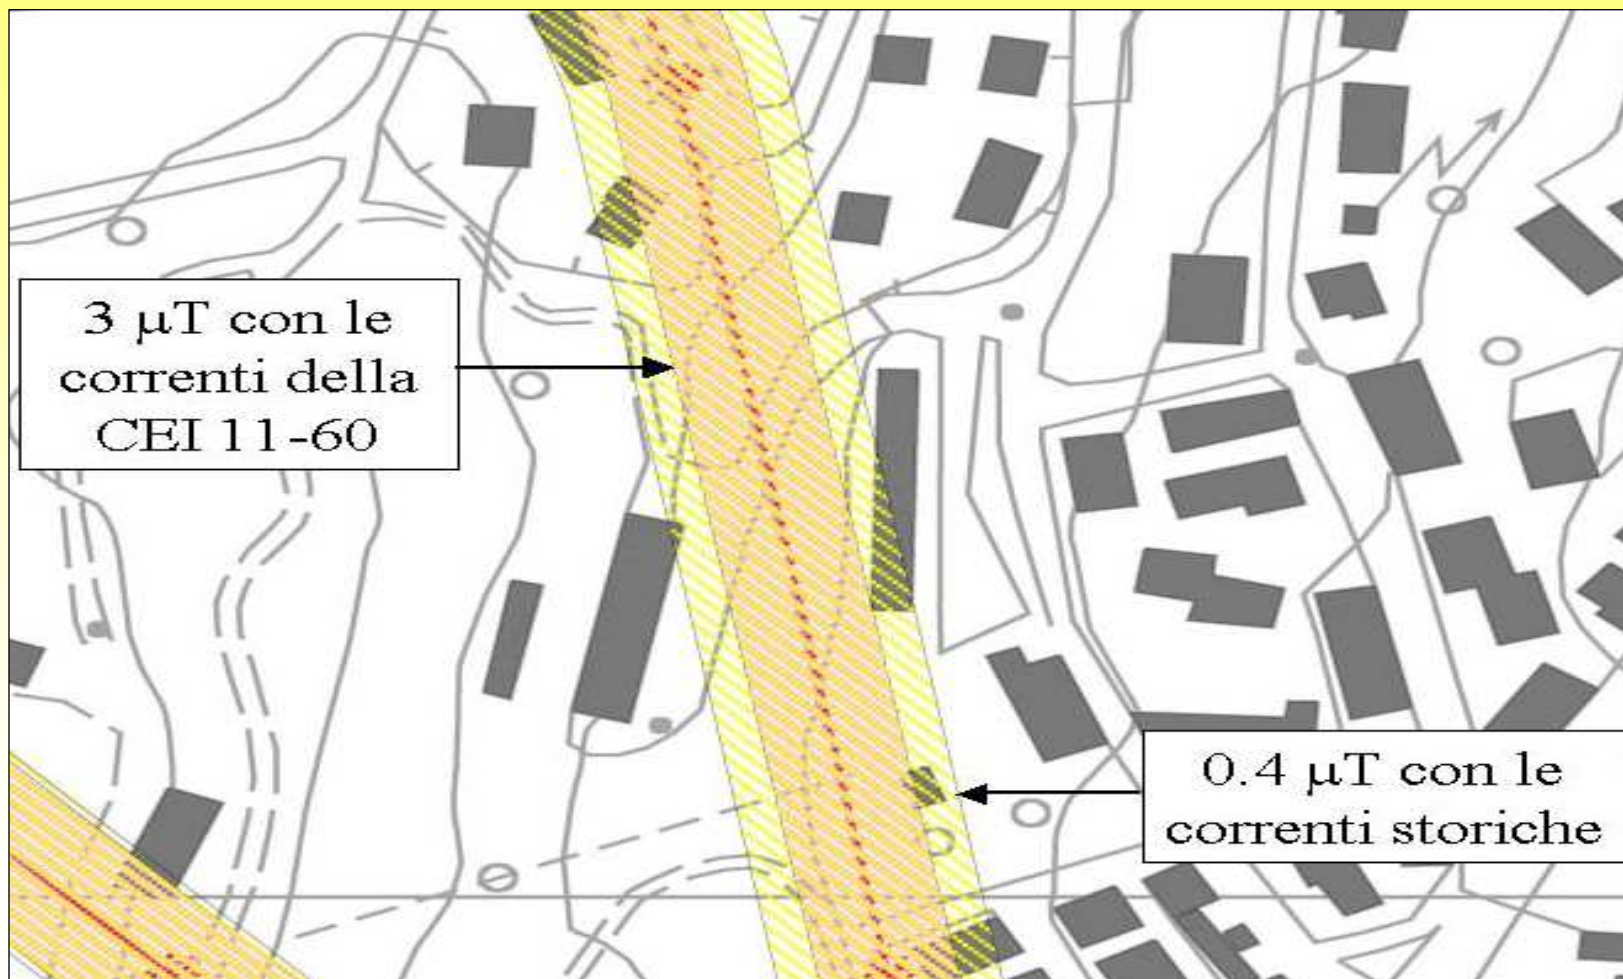 3 μT con le
correnti della
CEI 11-60
0.4 μT con le
correnti storiche